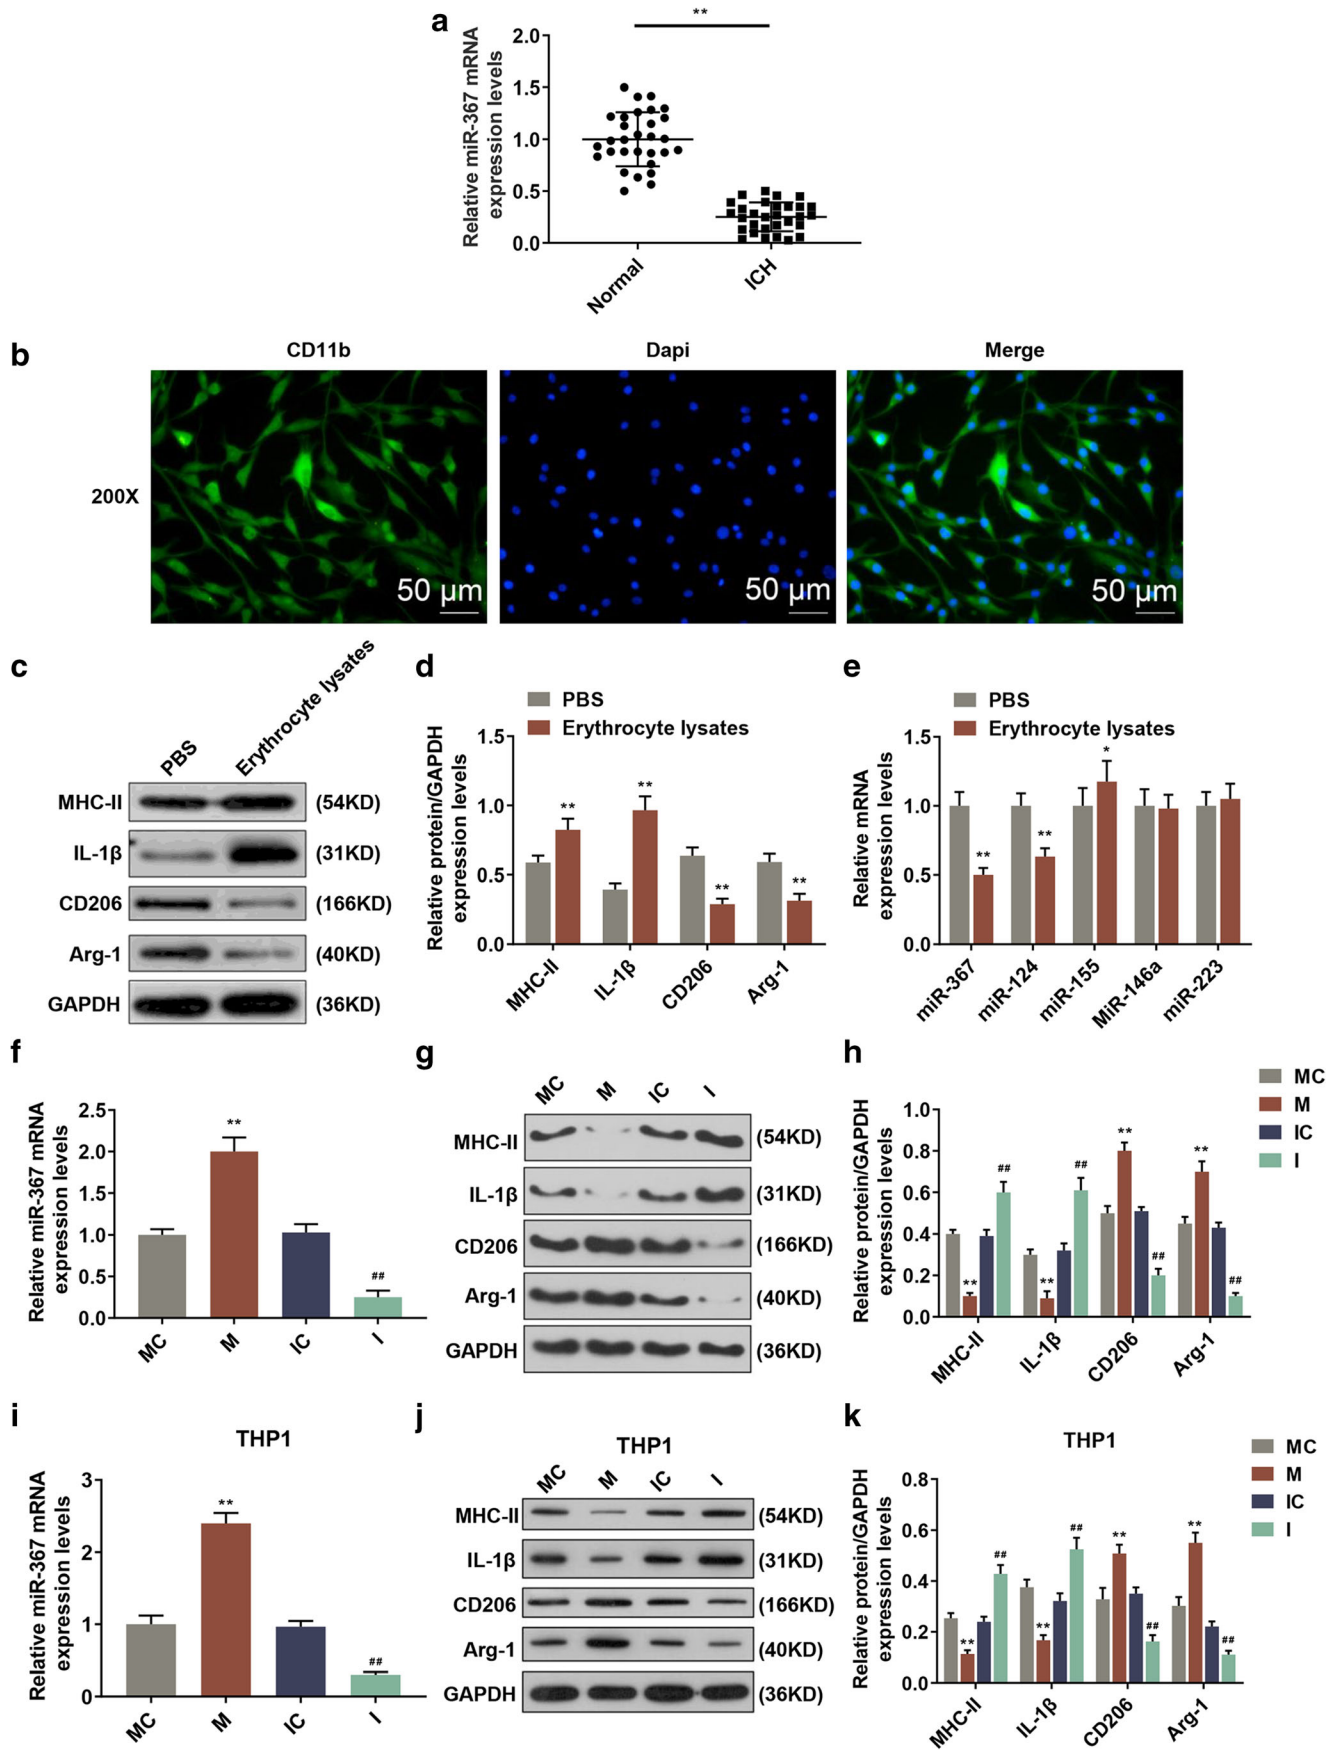 a
**
Relative miR-367 mRNA
expression levels
2.0
1.5
1.0
0.5
0.0
Normal
ICH
b
CD11b
Dapi
Merge
200X
50 µm
50 µm
50 µm
c
PBS
Erythrocyte lysates
MHC-II
(54KD)
IL-1β
(31KD)
CD206
(166KD)
Arg-1
(40KD)
GAPDH
(36KD)
d
PBS
Erythrocyte lysates
Relative protein/GAPDH
expression levels
1.5
1.0
0.5
0.0
**
**
**
**
MHC-II
IL-1β
CD206
Arg-1
e
PBS
Erythrocyte lysates
Relative mRNA
expression levels
1.5
1.0
0.5
0.0
**
**
*
miR-367
miR-124
miR-155
MiR-146a
miR-223
f
Relative miR-367 mRNA
expression levels
2.5
2.0
1.5
1.0
0.5
0.0
**
##
MC
M
IC
I
g
MC
M
IC
I
MHC-II
(54KD)
IL-1β
(31KD)
CD206
(166KD)
Arg-1
(40KD)
GAPDH
(36KD)
h
MC
M
IC
I
Relative protein/GAPDH
expression levels
1.0
0.8
0.6
0.4
0.2
0.0
**
##
**
##
**
##
**
##
MHC-II
IL-1β
CD206
Arg-1
i
THP1
Relative miR-367 mRNA
expression levels
3
2
1
0
**
##
MC
M
IC
I
j
THP1
MC
M
IC
I
MHC-II
(54KD)
IL-1β
(31KD)
CD206
(166KD)
Arg-1
(40KD)
GAPDH
(36KD)
k
THP1
MC
M
IC
I
Relative protein/GAPDH
expression levels
0.8
0.6
0.4
0.2
0.0
**
##
**
##
**
##
**
##
MHC-II
IL-1β
CD206
Arg-1